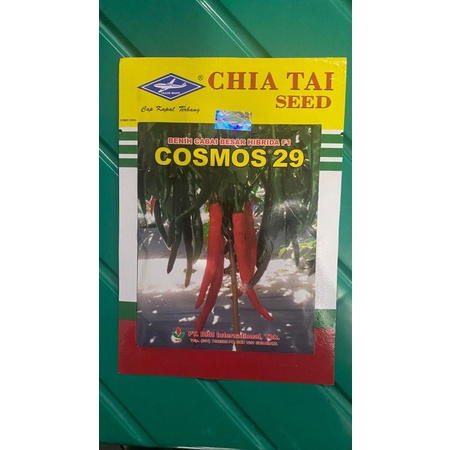 CHIA TAI
SEED
®
Cap Kapal Terbang
BENIH CABAI BESAR HIBRIDA F1
COSMOS 29
PT. BISI International, Tbk.